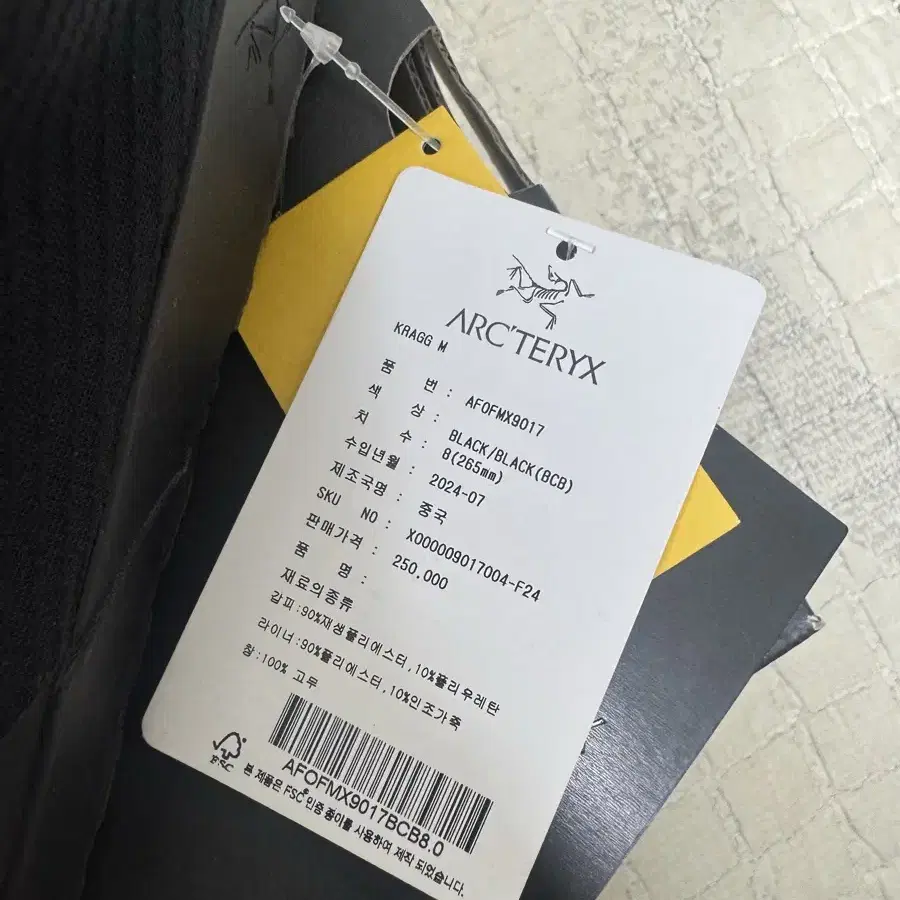 ARC'TERYX
KRAGG M
품 번 : AFOFMX9017
색 상 : BLACK/BLACK(BCB)
치 수 : 8(265mm)
수입년월 : 2024-07
제조국명 : 중국
SKU NO : X000009017004-F24
판매가격 : 250,000
품 명 :
재료의종류
갑피:90%재생폴리에스터,10%폴리우레탄
라이너:90%폴리에스터,10%인조가죽
창:100% 고무
AFOFMX9017BCB8.0
FSC
본 제품은 FSC® 인증 종이를 사용하여 제작 되었습니다.